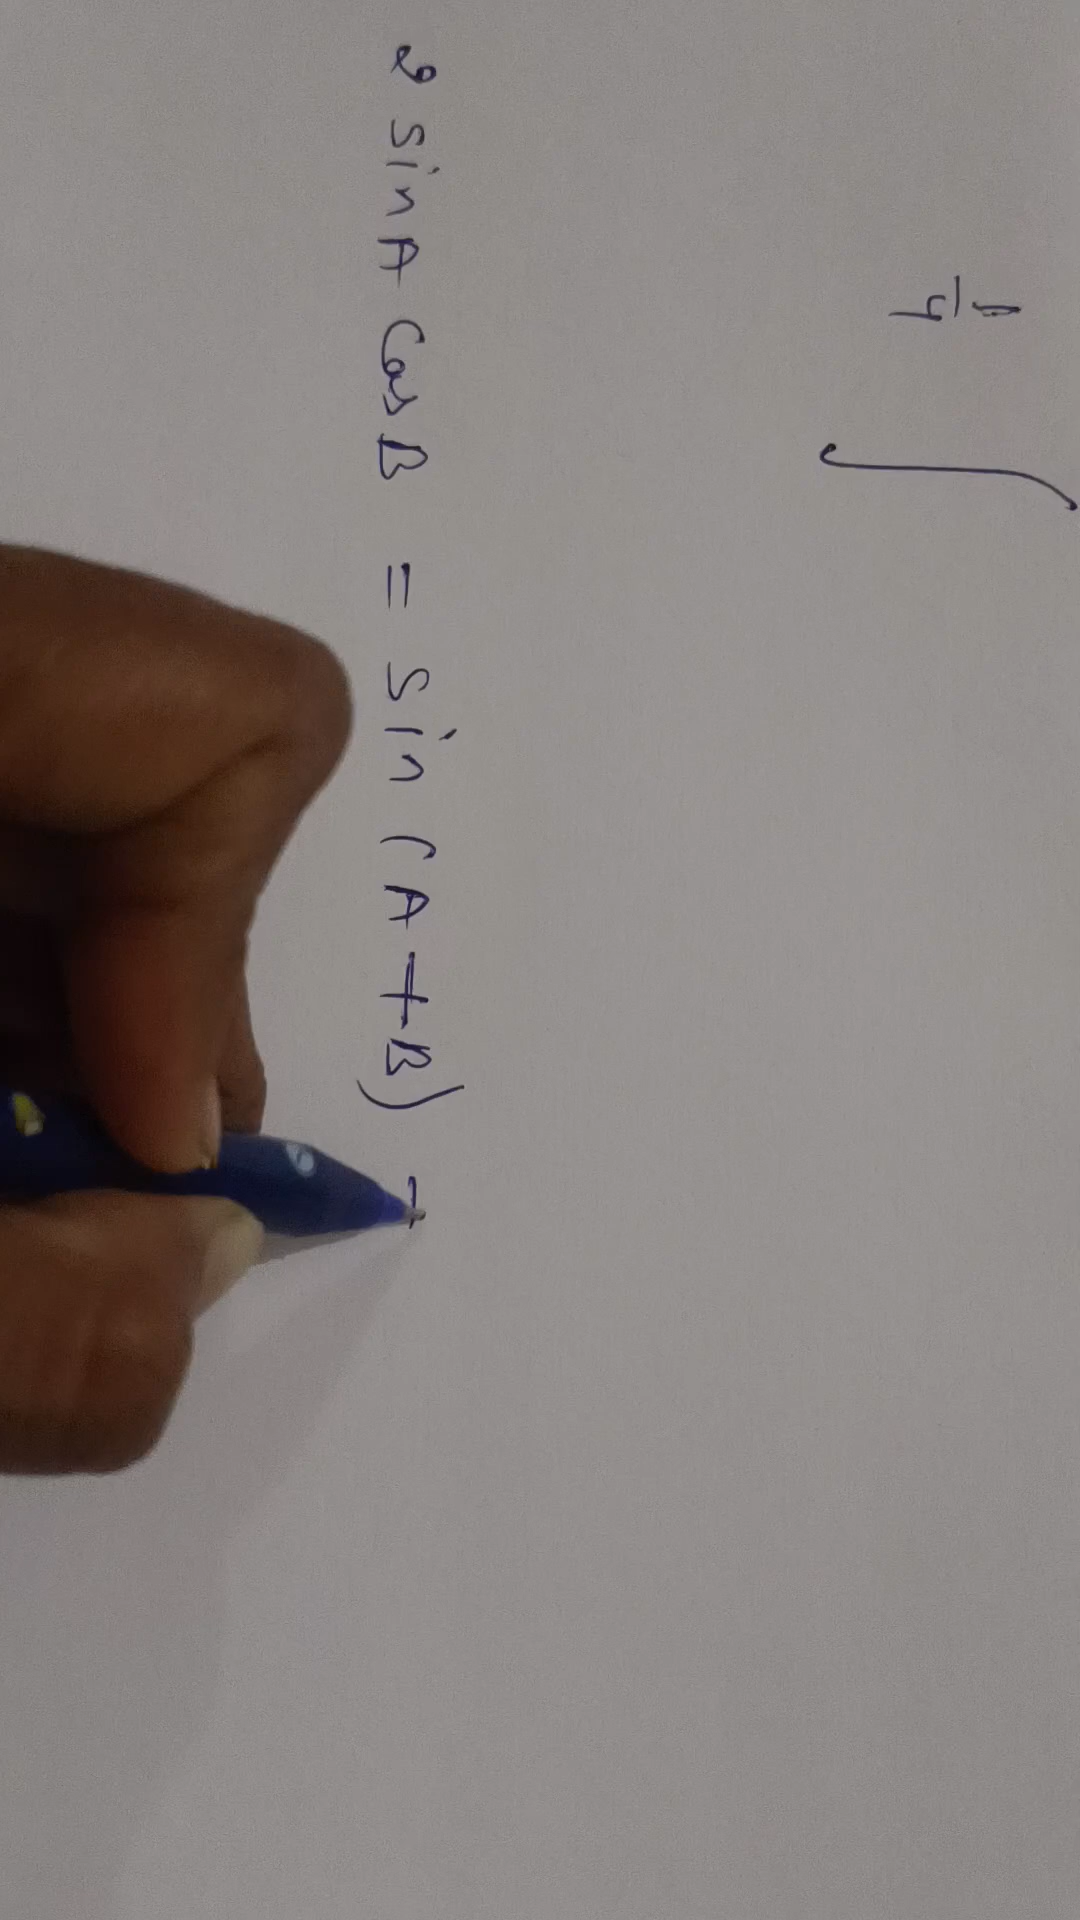 1/4 ∫
2 sinA CosB = Sin (A+B) +